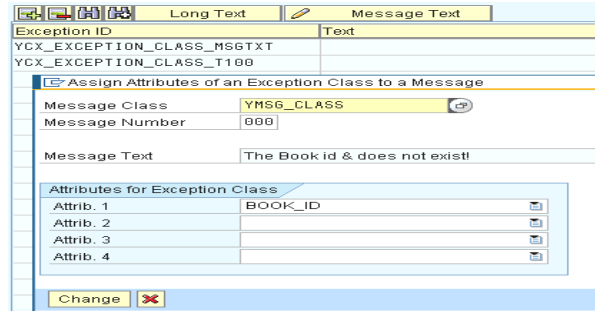 Long Text Message Text
Exception ID Text
YCX_EXCEPTION_CLASS_MSGTXT
YCX_EXCEPTION_CLASS_T100
Assign Attributes of an Exception Class to a Message
Message Class YMSG_CLASS
Message Number 000
Message Text The Book id & does not exist!
Attributes for Exception Class
Attrib. 1 BOOK_ID
Attrib. 2
Attrib. 3
Attrib. 4
Change